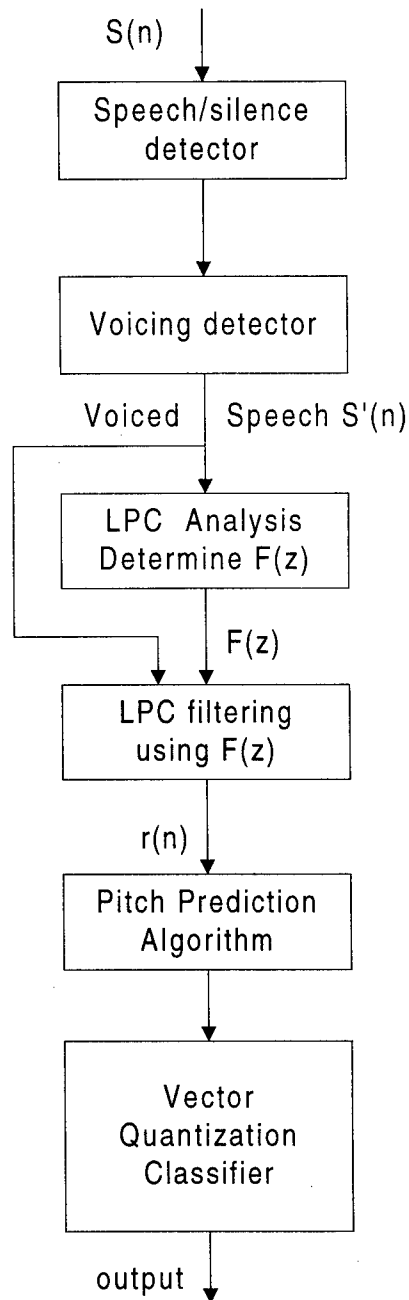 S(n)
Speech/silence
detector
Voicing detector
Voiced Speech S'(n)
LPC Analysis
Determine F(z)
F(z)
LPC filtering
using F(z)
r(n)
Pitch Prediction
Algorithm
Vector
Quantization
Classifier
output